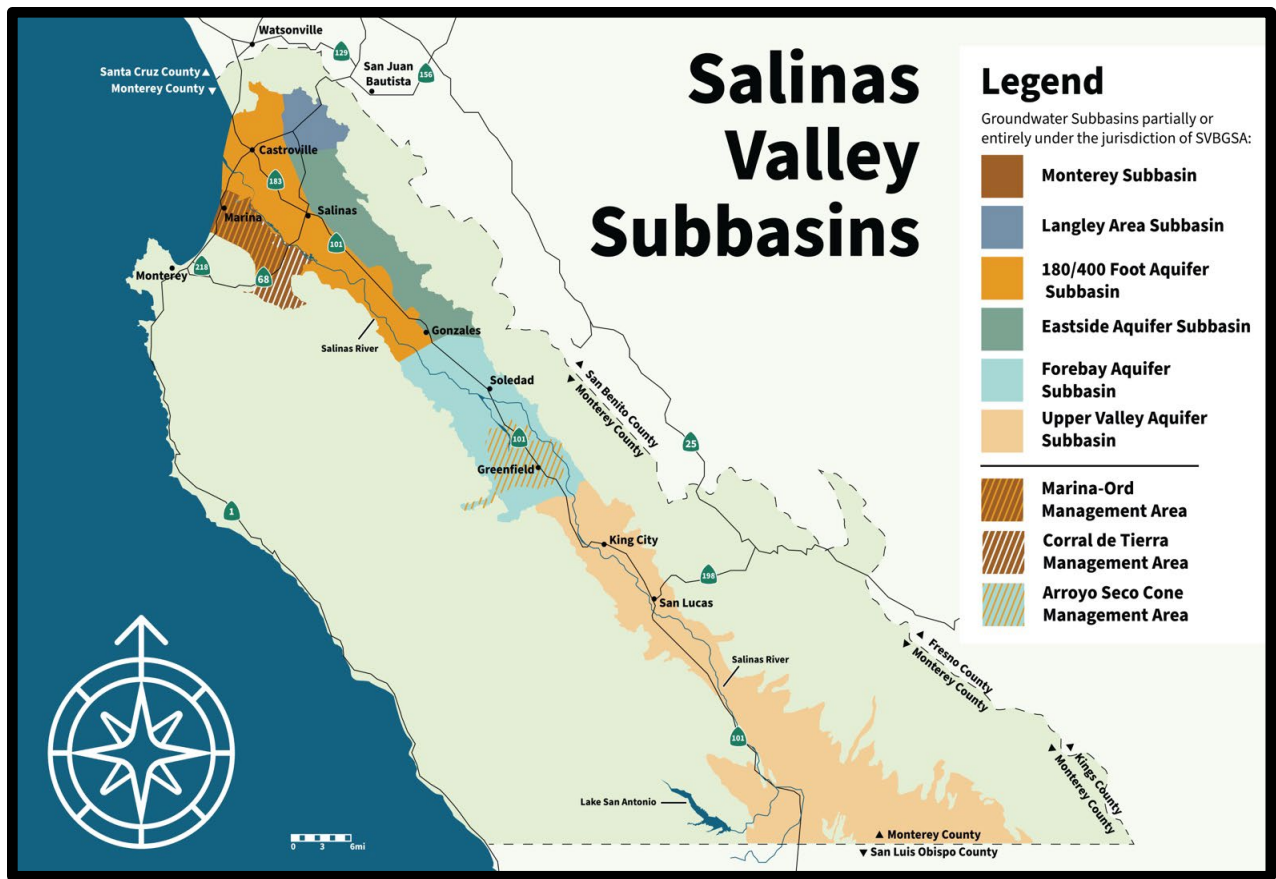 Salinas
Valley
Subbasins
Legend
Groundwater Subbasins partially or
entirely under the jurisdiction of SVBGSA:
Monterey Subbasin
Langley Area Subbasin
180/400 Foot Aquifer
Subbasin
Eastside Aquifer Subbasin
Forebay Aquifer
Subbasin
Upper Valley Aquifer
Subbasin
Marina-Ord
Management Area
Corral de Tierra
Management Area
Arroyo Seco Cone
Management Area
Watsonville
129
San Juan
Bautista
156
Santa Cruz County ▲
Monterey County ▼
Castroville
183
Marina
Salinas
101
Monterey
218
68
Gonzales
Salinas River
Soledad
▲ San Benito County
▼ Monterey County
25
101
Greenfield
1
King City
198
San Lucas
▲ Fresno County
▼ Monterey County
Salinas River
101
▲ Kings County
▼ Monterey County
Lake San Antonio
▲ Monterey County
▼ San Luis Obispo County
0 3 6mi